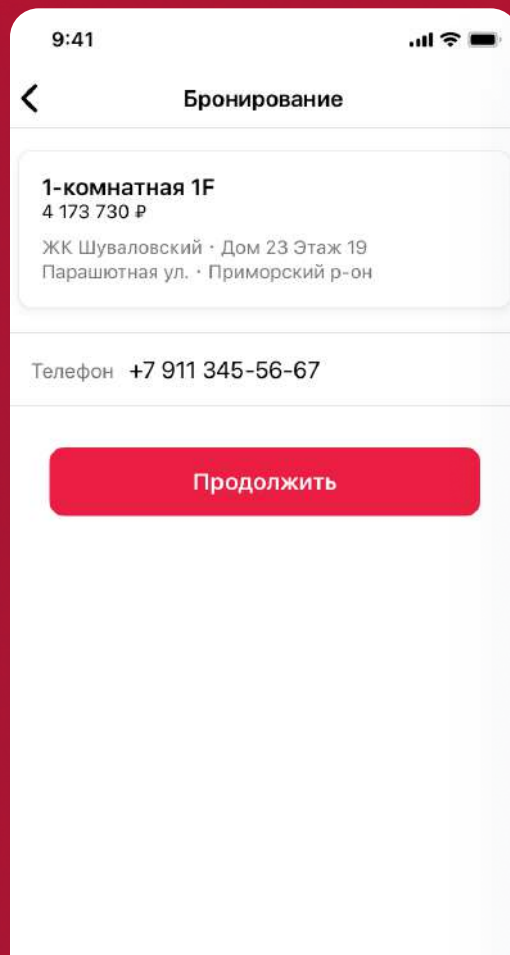 9:41
Бронирование
1-комнатная 1F
4 173 730 ₽
ЖК Шуваловский · Дом 23 Этаж 19
Парашютная ул. · Приморский р-он
Телефон +7 911 345-56-67
Продолжить